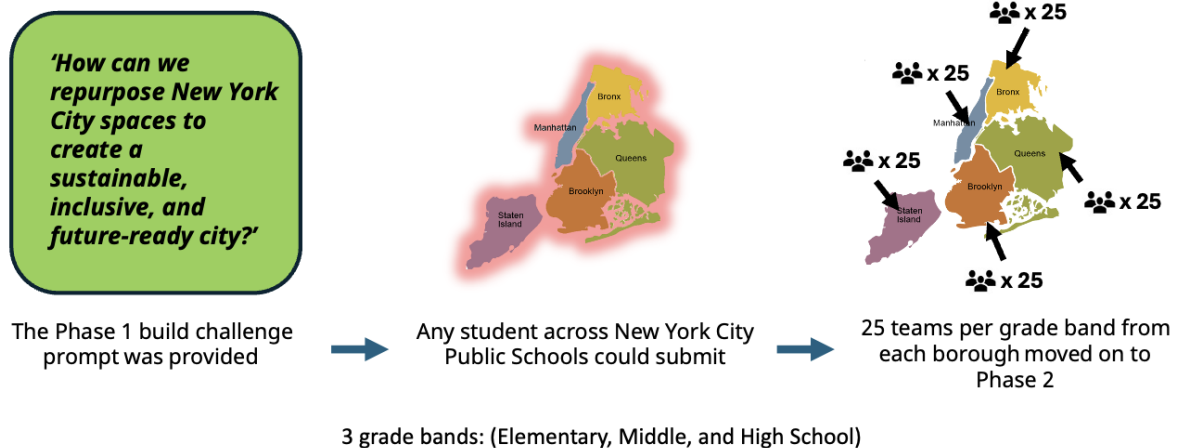 ‘How can we
repurpose New York
City spaces to
create a
sustainable,
inclusive, and
future-ready city?’
The Phase 1 build challenge
prompt was provided
Bronx
Manhattan
Queens
Brooklyn
Staten
Island
Any student across New York City
Public Schools could submit
x 25
x 25
Bronx
Manhattan
Queens
x 25
Brooklyn
x 25
Staten
Island
x 25
25 teams per grade band from
each borough moved on to
Phase 2
3 grade bands: (Elementary, Middle, and High School)